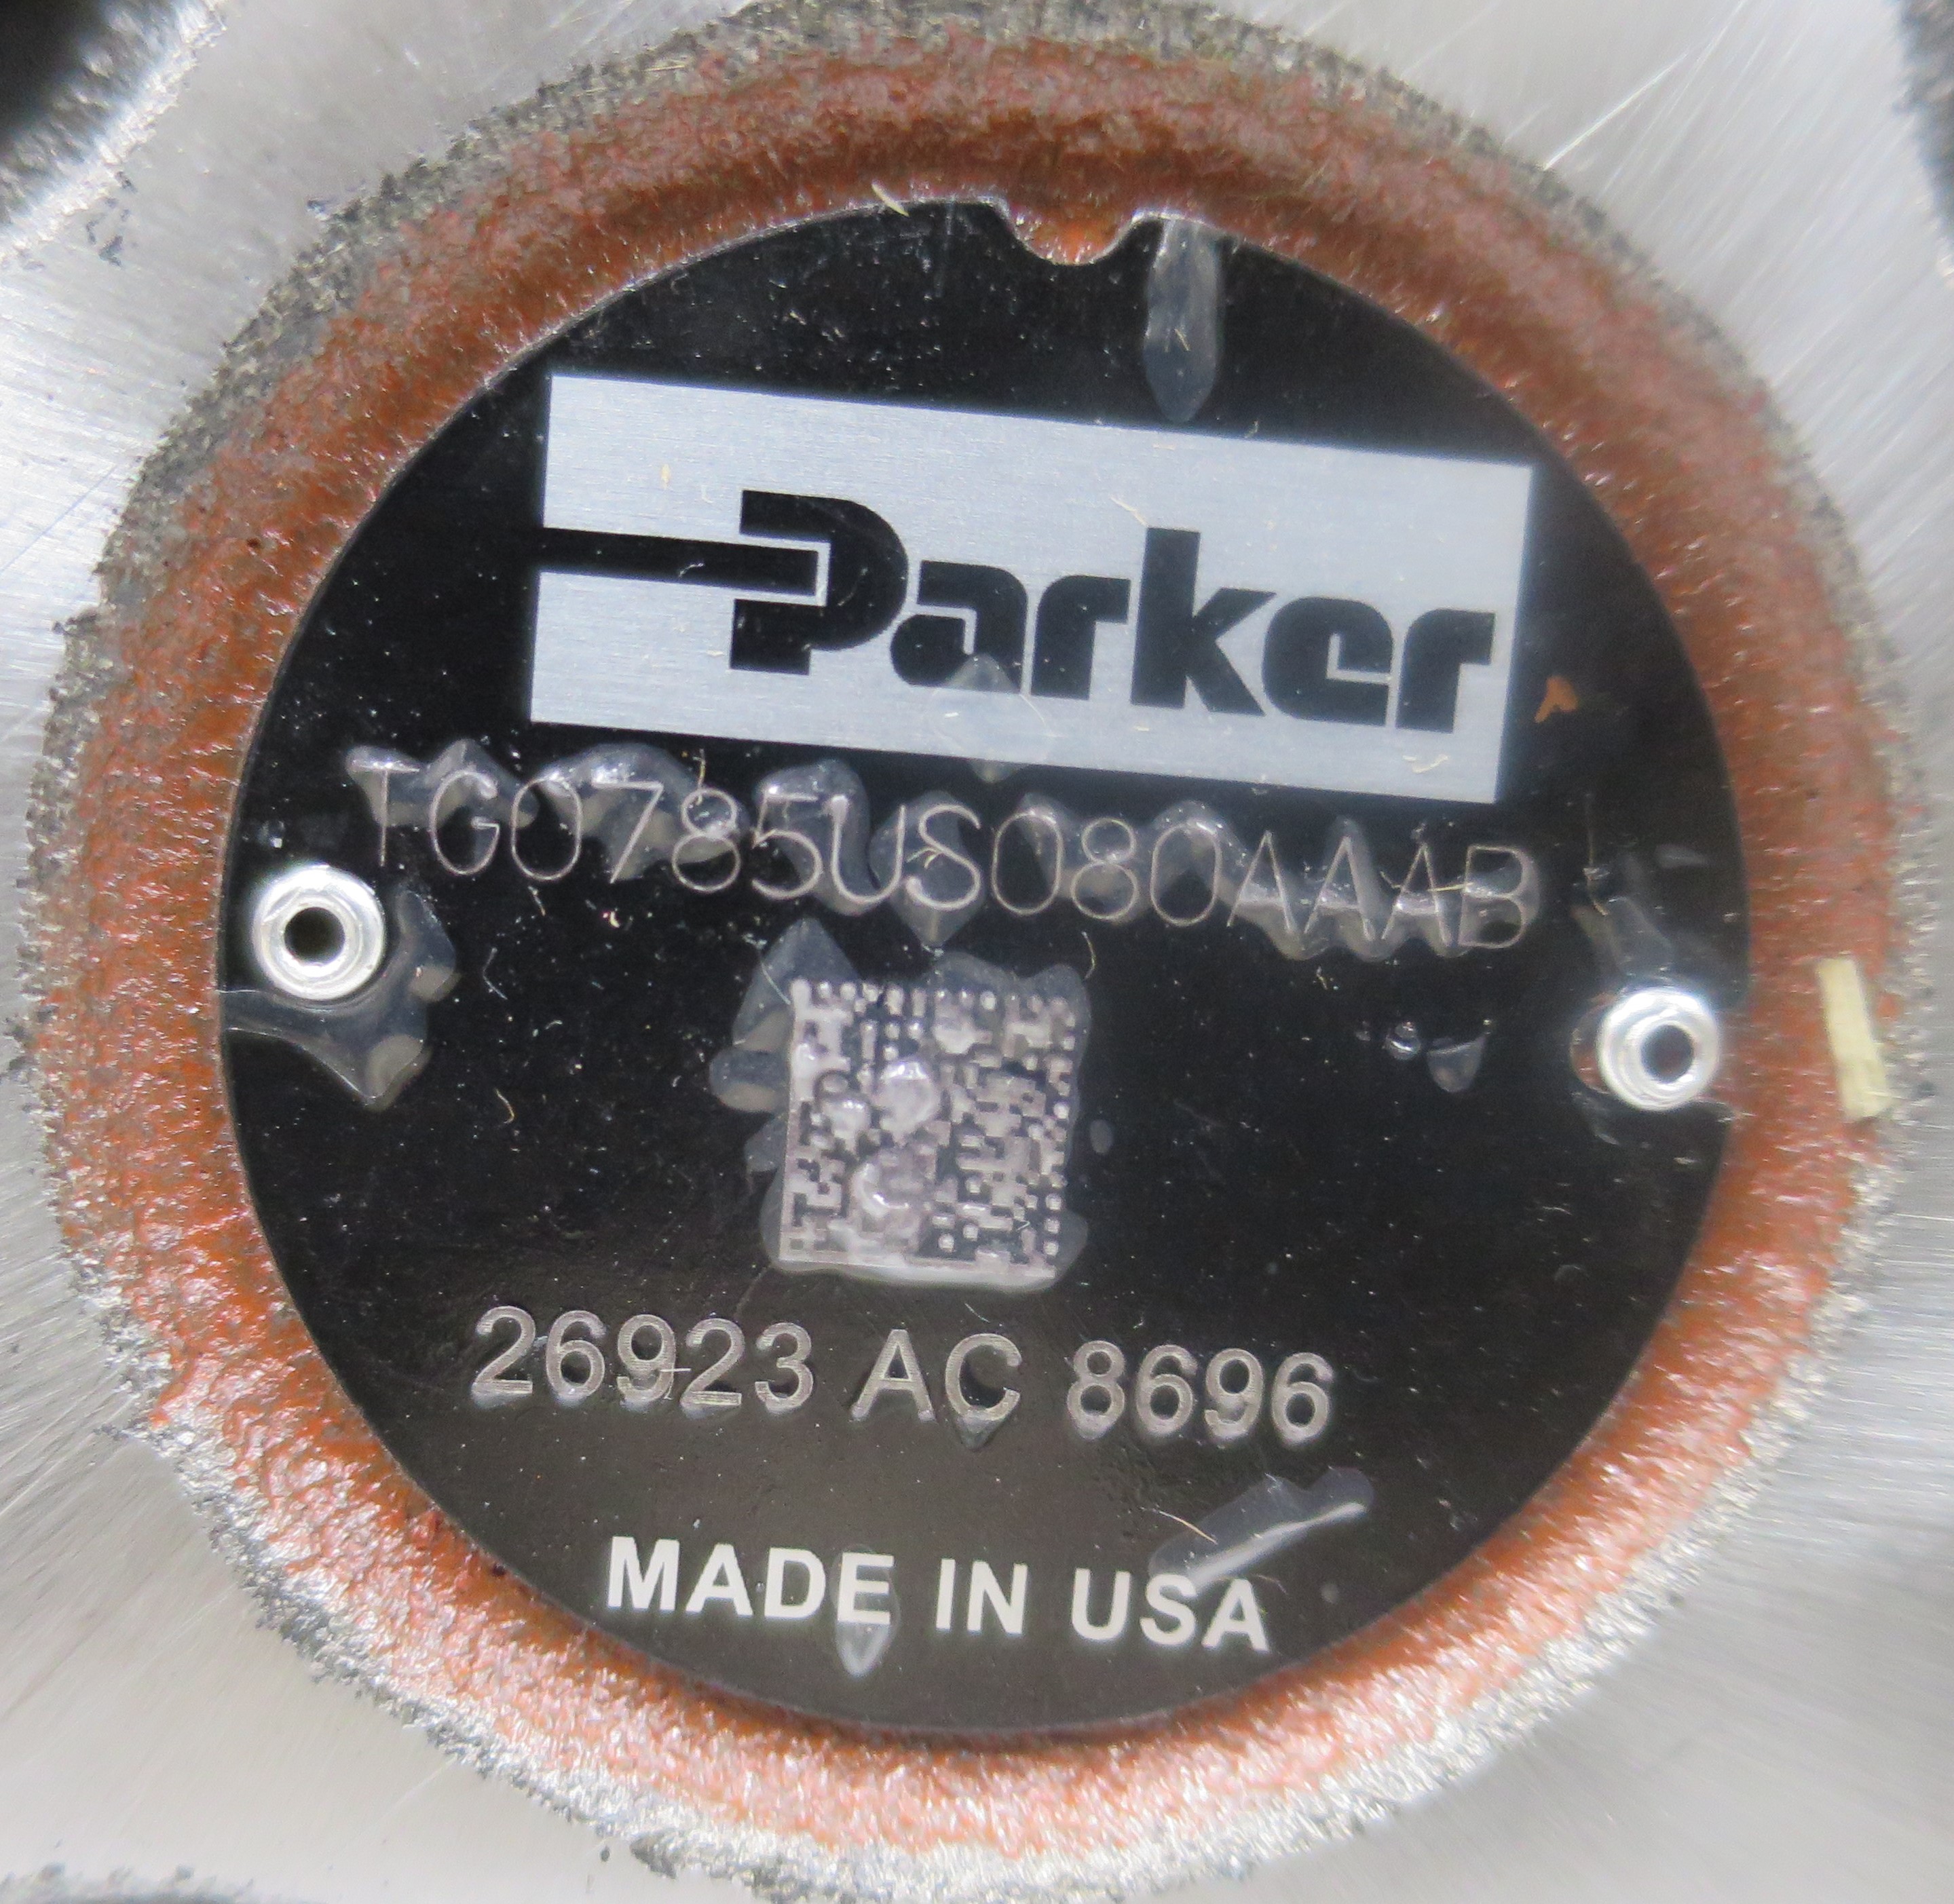 Parker
TG0785US080AAAB
26923 AC 8696
MADE IN USA